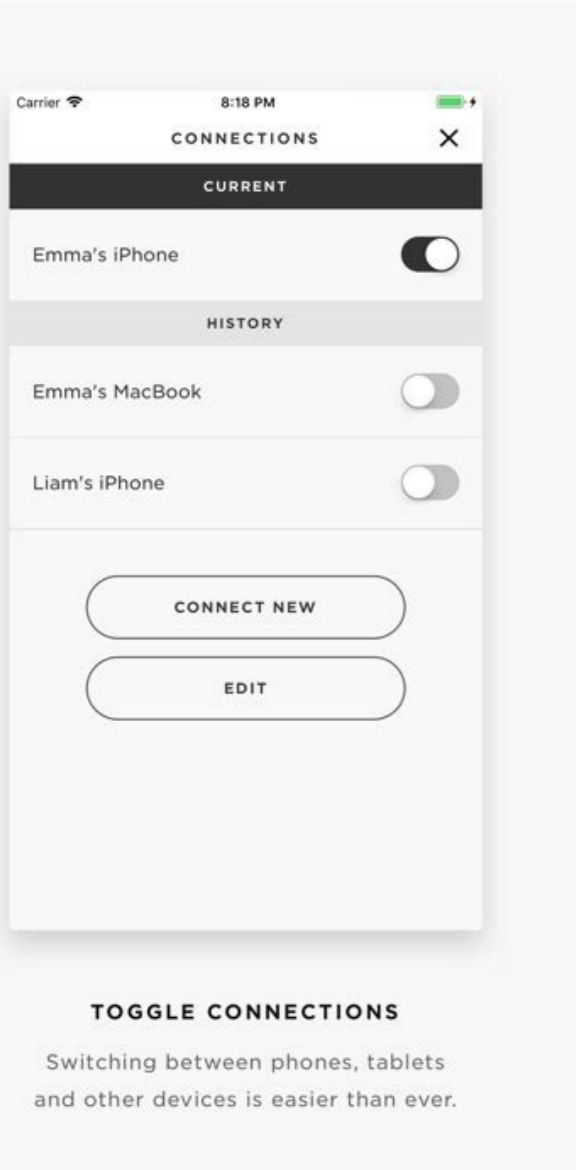 Carrier 8:18 PM
CONNECTIONS
CURRENT
Emma's iPhone
HISTORY
Emma's MacBook
Liam's iPhone
CONNECT NEW
EDIT
TOGGLE CONNECTIONS
Switching between phones, tablets
and other devices is easier than ever.